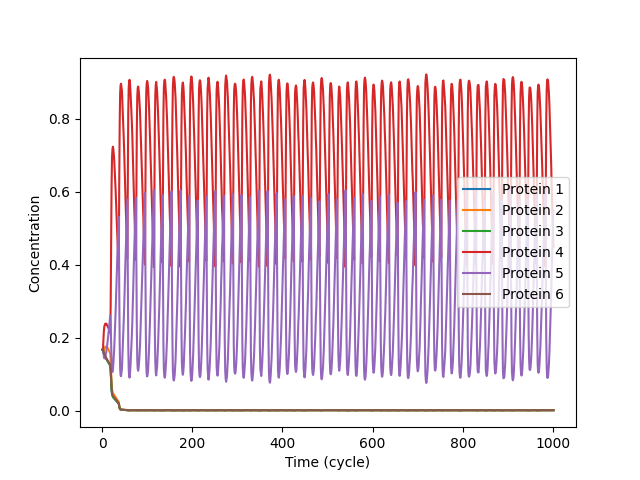 0.8
0.6
0.4
0.2
0.0
Concentration
0
200
400
600
800
1000
Time (cycle)
Protein 1
Protein 2
Protein 3
Protein 4
Protein 5
Protein 6